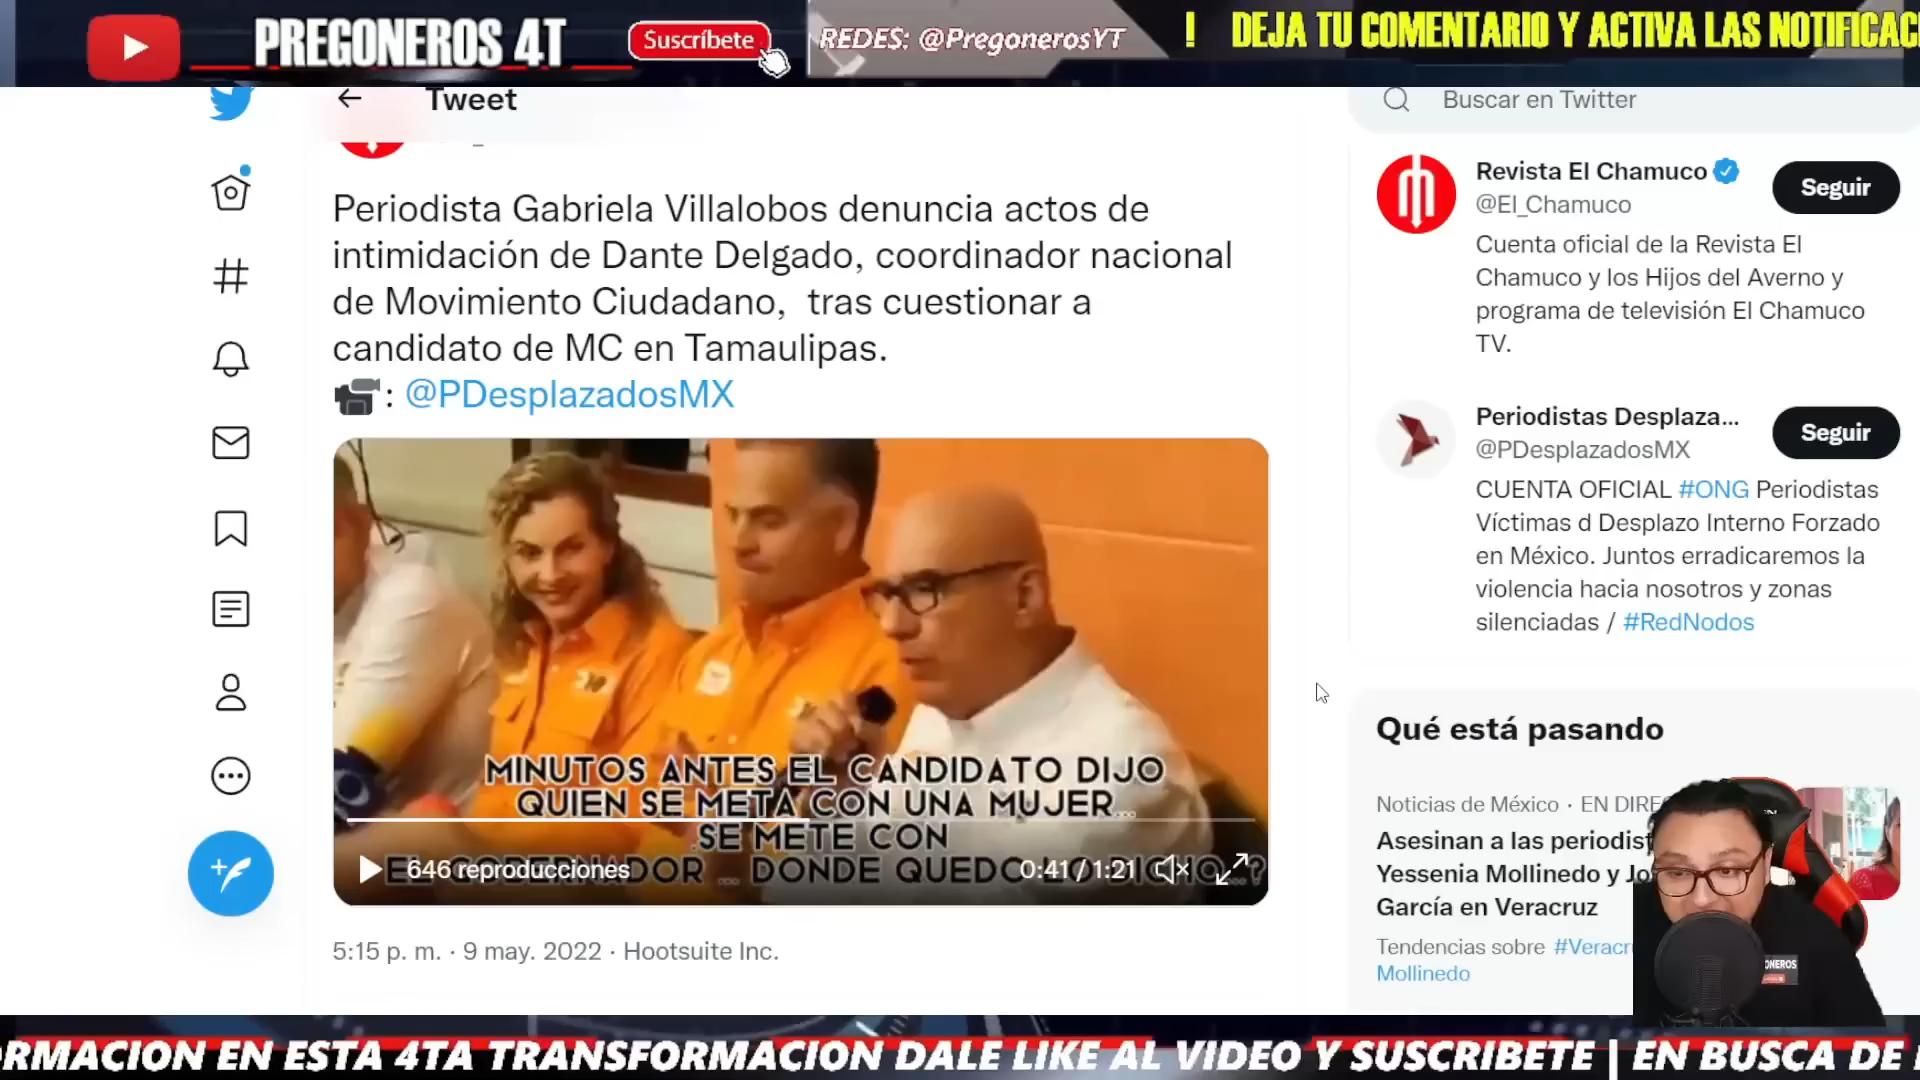 PREGONEROS 4T
Suscríbete
REDES: @PregonerosYT
! DEJA TU COMENTARIO Y ACTIVA LAS NOTIFICAC
Tweet
Buscar en Twitter
Periodista Gabriela Villalobos denuncia actos de
intimidación de Dante Delgado, coordinador nacional
de Movimiento Ciudadano, tras cuestionar a
candidato de MC en Tamaulipas.
: @PDesplazadosMX
MINUTOS ANTES EL CANDIDATO DIJO
QUIEN SE META CON UNA MUJER...
SE METE CON
EL GOBERNADOR ... DONDE QUEDO
646 reproducciones
0:41 / 1:21
5:15 p. m. · 9 may. 2022 · Hootsuite Inc.
Revista El Chamuco
@El_Chamuco
Seguir
Cuenta oficial de la Revista El
Chamuco y los Hijos del Averno y
programa de televisión El Chamuco
TV.
Periodistas Desplaza...
@PDesplazadosMX
Seguir
CUENTA OFICIAL #ONG Periodistas
Víctimas d Desplazo Interno Forzado
en México. Juntos erradicaremos la
violencia hacia nosotros y zonas
silenciadas / #RedNodos
Qué está pasando
Noticias de México · EN DIRE
Asesinan a las periodist
Yessenia Mollinedo y Jo
García en Veracruz
Tendencias sobre #Veracr
Mollinedo
ONEROS
RMACION EN ESTA 4TA TRANSFORMACION DALE LIKE AL VIDEO Y SUSCRIBETE | EN BUSCA DE